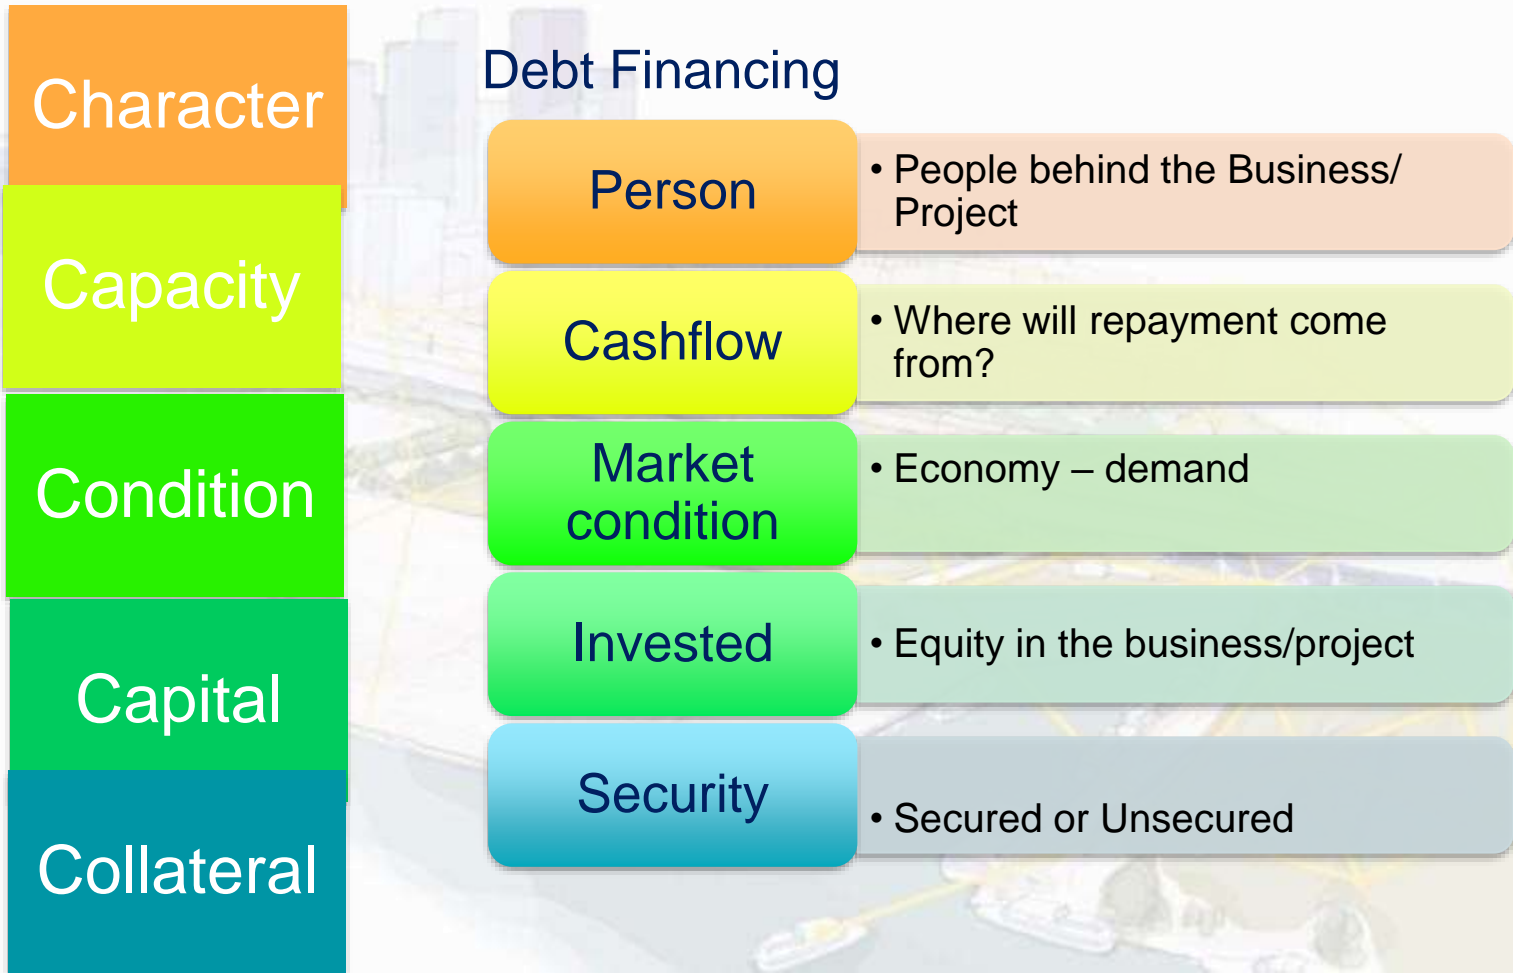 Character
Capacity
Condition
Capital
Collateral
Debt Financing
Person
• People behind the Business/
Project
Cashflow
• Where will repayment come
from?
Market
condition
• Economy – demand
Invested
• Equity in the business/project
Security
• Secured or Unsecured